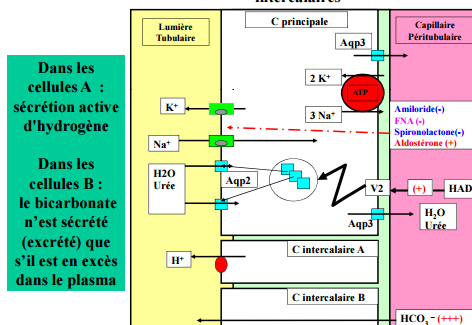 intercalaires
Lumière
Tubulaire
C principale
Capillaire
Péritubulaire
Aqp3
Dans les
cellules A :
sécrétion active
d'hydrogène
Dans les
cellules B :
le bicarbonate
n'est sécrété
(excrété) que
s'il est en excès
dans le plasma
2 K⁺
ATP
3 Na⁺
K⁺
Na⁺
Amiloride(-)
FNA (-)
Spironolactone(-)
Aldostérone (+)
H2O
Urée
Aqp2
V2
(+)
HAD
Aqp3
H₂O
Urée
C intercalaire A
H⁺
C intercalaire B
HCO₃⁻ (+++)